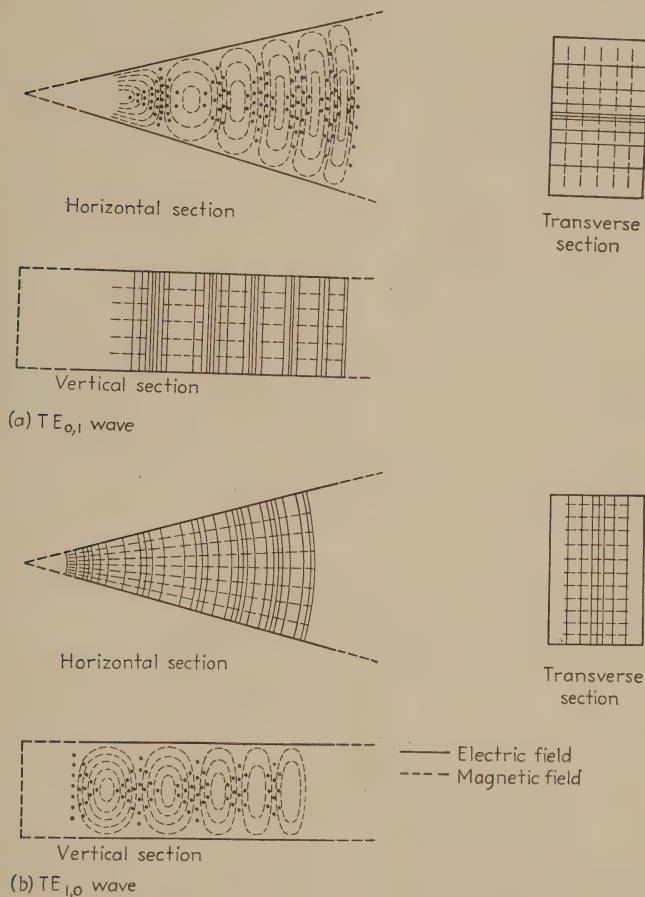 Horizontal section
Transverse
section
Vertical section
(a) TE0,1 wave
Horizontal section
Transverse
section
Electric field
Magnetic field
Vertical section
(b) TE1,0 wave